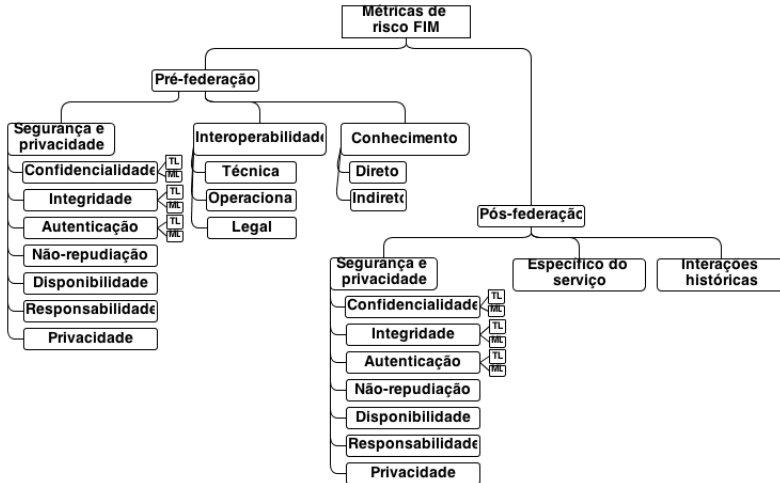 Métricas de
risco FIM
Pré-federação
Segurança e
privacidade
Confidencialidade
TL
ML
Integridade
TL
ML
Autenticação
TL
ML
Não-repudiação
Disponibilidade
Responsabilidade
Privacidade
Interoperabilidade
Técnica
Operaciona
Legal
Conhecimento
Direto
Indireto
Pós-federação
Segurança e
privacidade
Confidencialidade
TL
ML
Integridade
TL
ML
Autenticação
TL
ML
Não-repudiação
Disponibilidade
Responsabilidade
Privacidade
Específico do
serviço
Interações
históricas